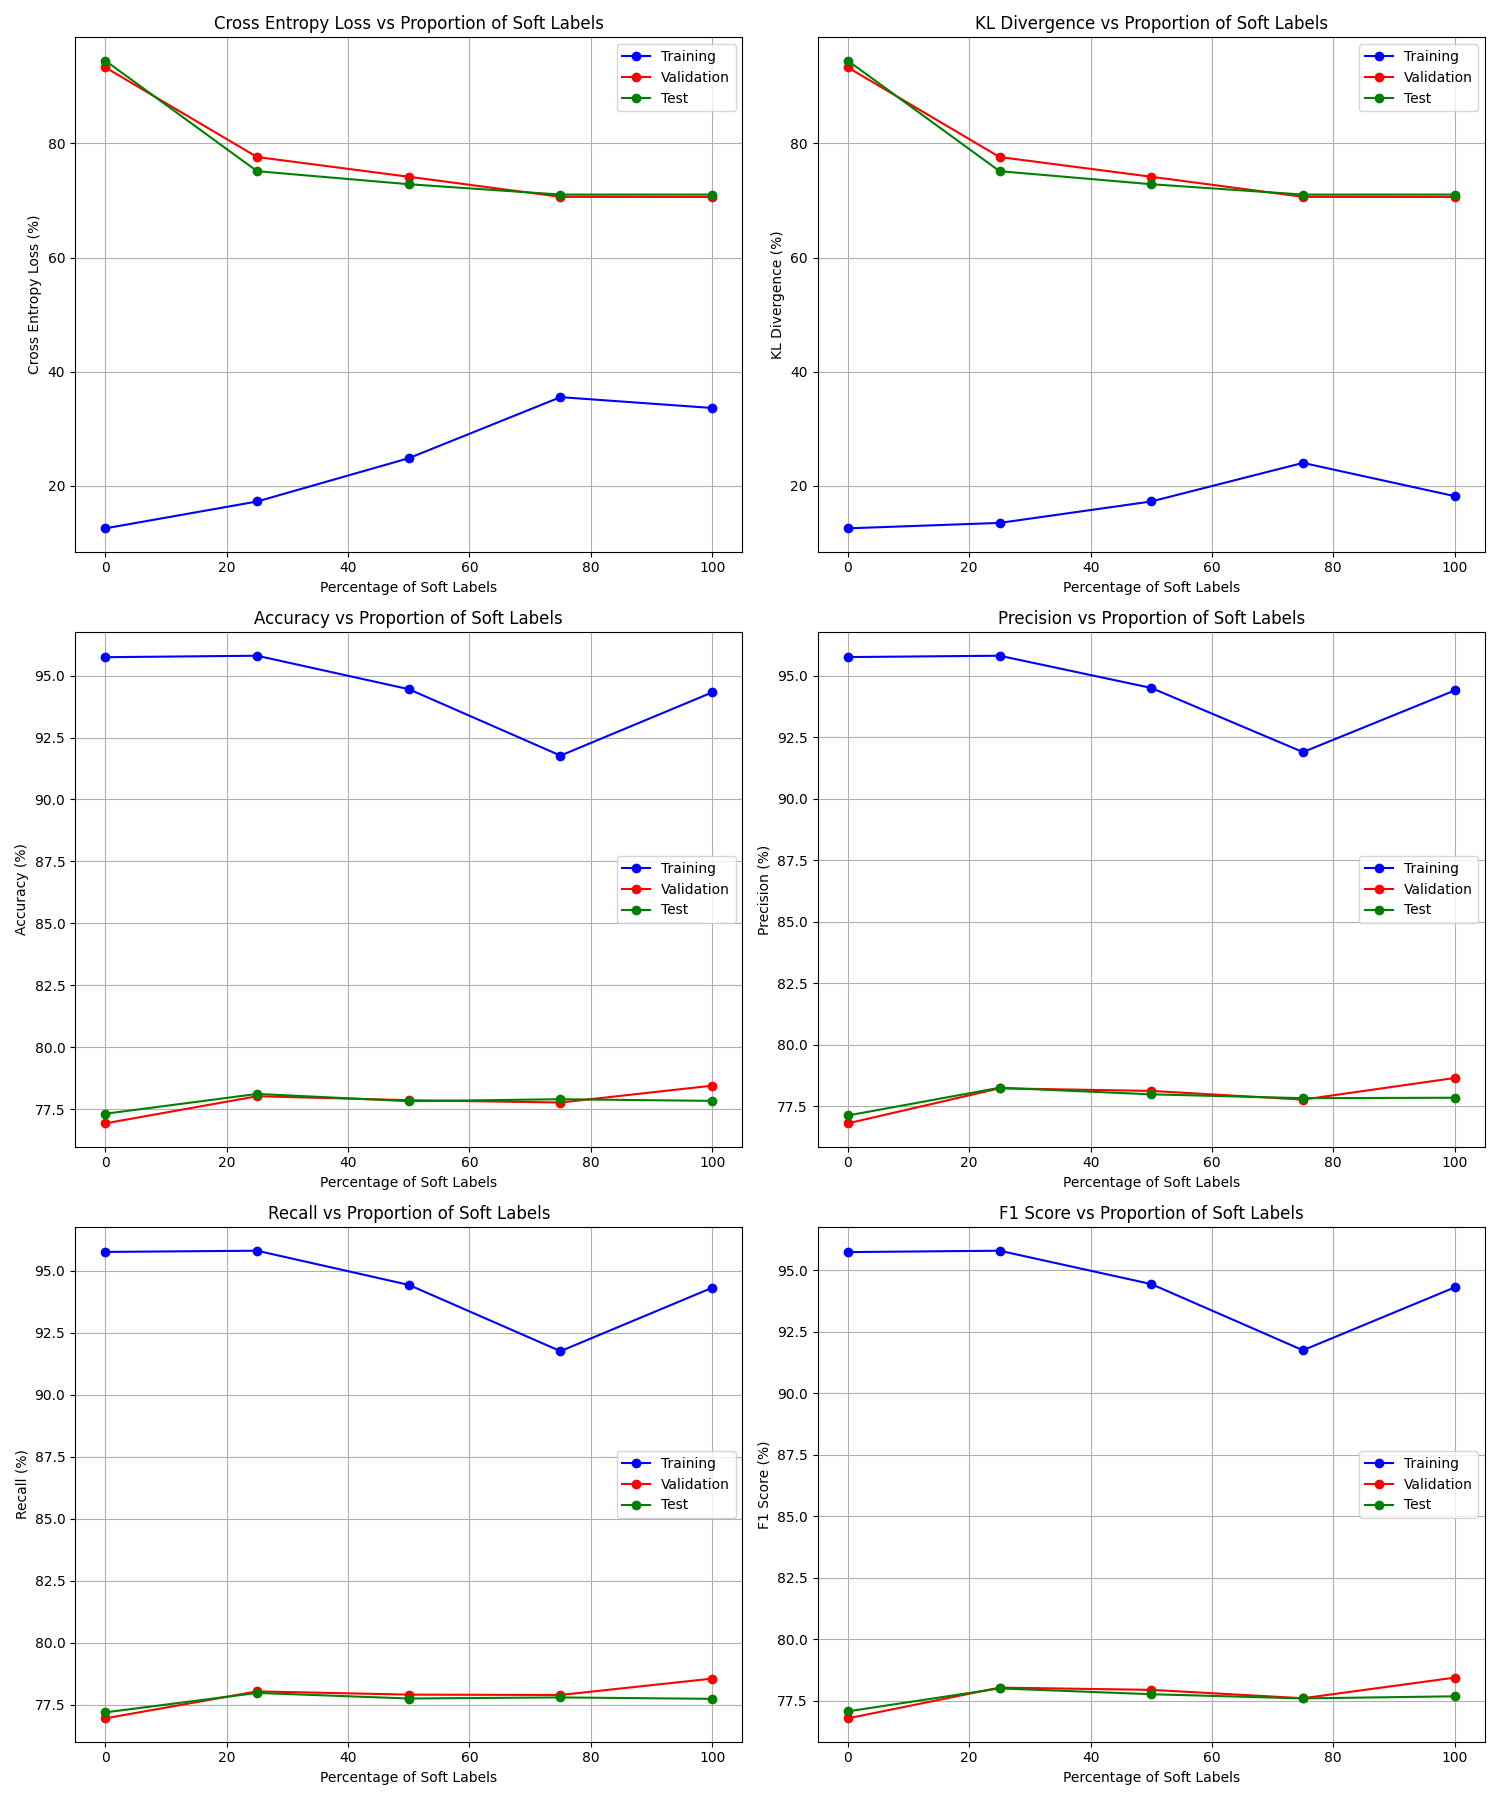 Cross Entropy Loss vs Proportion of Soft Labels
Cross Entropy Loss (%)
80
60
40
20
0 20 40 60 80 100
Percentage of Soft Labels
Training
Validation
Test
KL Divergence vs Proportion of Soft Labels
KL Divergence (%)
80
60
40
20
0 20 40 60 80 100
Percentage of Soft Labels
Training
Validation
Test
Accuracy vs Proportion of Soft Labels
Accuracy (%)
95.0
92.5
90.0
87.5
85.0
82.5
80.0
77.5
0 20 40 60 80 100
Percentage of Soft Labels
Training
Validation
Test
Precision vs Proportion of Soft Labels
Precision (%)
95.0
92.5
90.0
87.5
85.0
82.5
80.0
77.5
0 20 40 60 80 100
Percentage of Soft Labels
Training
Validation
Test
Recall vs Proportion of Soft Labels
Recall (%)
95.0
92.5
90.0
87.5
85.0
82.5
80.0
77.5
0 20 40 60 80 100
Percentage of Soft Labels
Training
Validation
Test
F1 Score vs Proportion of Soft Labels
F1 Score (%)
95.0
92.5
90.0
87.5
85.0
82.5
80.0
77.5
0 20 40 60 80 100
Percentage of Soft Labels
Training
Validation
Test